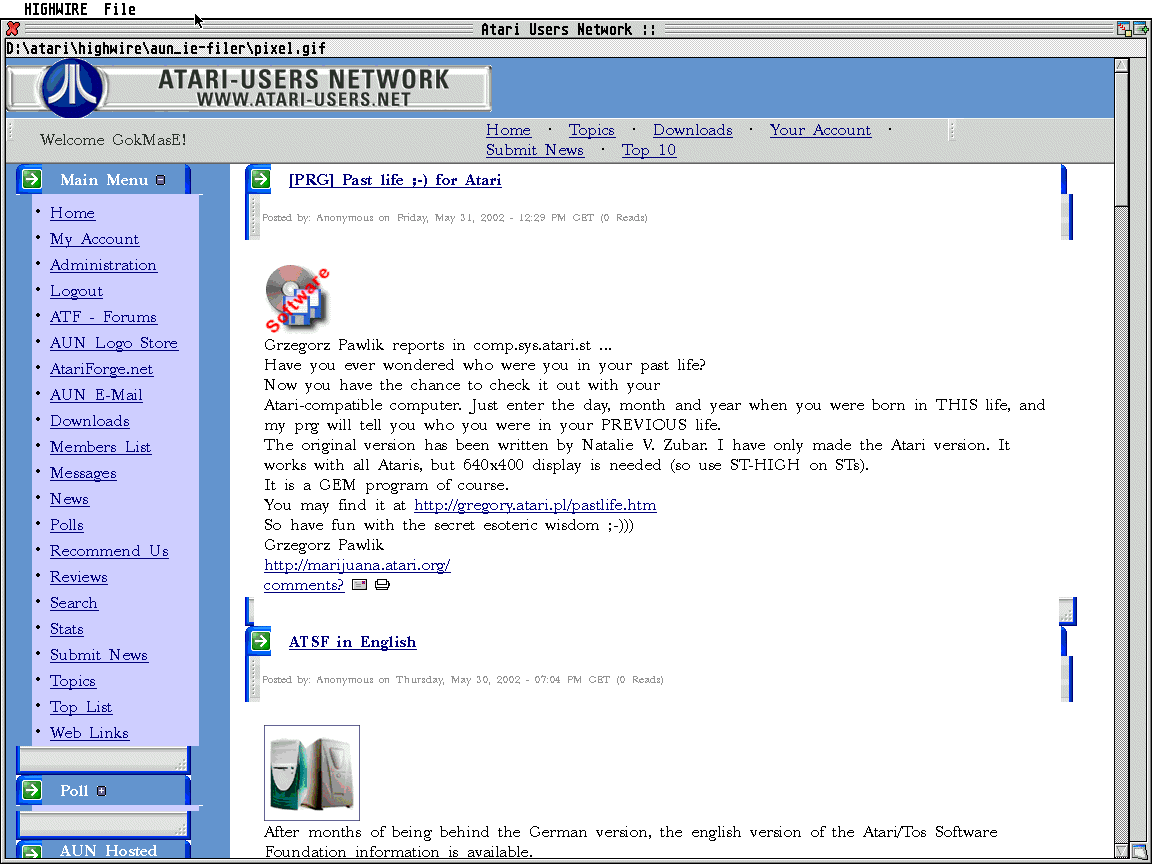 HIGHWIRE File
Atari Users Network ::
D:\atari\highwire\aun_ie-filer\pixel.gif
ATARI-USERS NETWORK
WWW.ATARI-USERS.NET
Welcome GokMasE!
Home · Topics · Downloads · Your Account ·
Submit News · Top 10
Main Menu
• Home
• My Account
• Administration
• Logout
• ATF - Forums
• AUN Logo Store
• AtariForge.net
• AUN E-Mail
• Downloads
• Members List
• Messages
• News
• Polls
• Recommend Us
• Reviews
• Search
• Stats
• Submit News
• Topics
• Top List
• Web Links
Poll
AUN Hosted
[PRG] Past life ;-) for Atari
Posted by: Anonymous on Friday, May 31, 2002 - 12:29 PM CET (0 Reads)
Software
Grzegorz Pawlik reports in comp.sys.atari.st ...
Have you ever wondered who were you in your past life?
Now you have the chance to check it out with your
Atari-compatible computer. Just enter the day, month and year when you were born in THIS life, and
my prg will tell you who you were in your PREVIOUS life.
The original version has been written by Natalie V. Zubar. I have only made the Atari version. It
works with all Ataris, but 640x400 display is needed (so use ST-HIGH on STs).
It is a GEM program of course.
You may find it at http://gregory.atari.pl/pastlife.htm
So have fun with the secret esoteric wisdom ;-)))
Grzegorz Pawlik
http://marijuana.atari.org/
comments?
ATSF in English
Posted by: Anonymous on Thursday, May 30, 2002 - 07:04 PM CET (0 Reads)
After months of being behind the German version, the english version of the Atari/Tos Software
Foundation information is available.